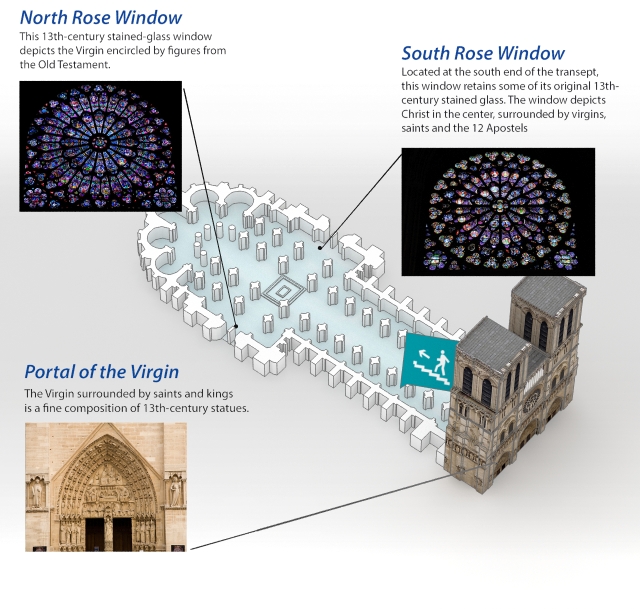 North Rose Window
This 13th-century stained-glass window
depicts the Virgin encircled by figures from
the Old Testament.
South Rose Window
Located at the south end of the transept,
this window retains some of its original 13th-
century stained glass. The window depicts
Christ in the center, surrounded by virgins,
saints and the 12 Apostels
Portal of the Virgin
The Virgin surrounded by saints and kings
is a fine composition of 13th-century statues.